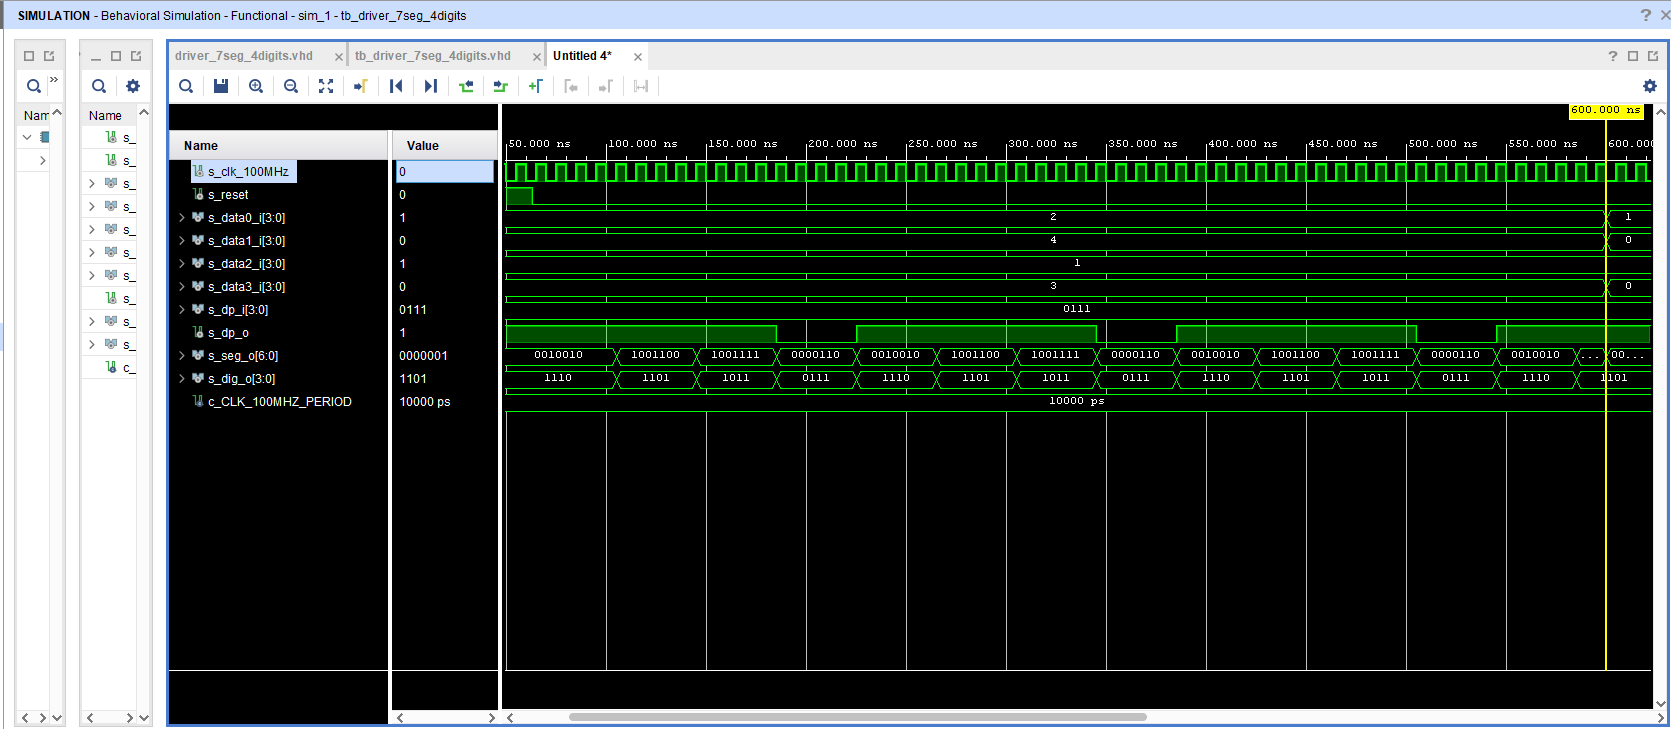 SIMULATION - Behavioral Simulation - Functional - sim_1 - tb_driver_7seg_4digits
driver_7seg_4digits.vhd
tb_driver_7seg_4digits.vhd
Untitled 4*
Nam
Name
s_
s_
s_
s_
s_
s_
s_
s_
s_
s_
c_
Name
Value
600.000 ns
50.000 ns 100.000 ns 150.000 ns 200.000 ns 250.000 ns 300.000 ns 350.000 ns 400.000 ns 450.000 ns 500.000 ns 550.000 ns 600.000
s_clk_100MHz 0
s_reset 0
s_data0_i[3:0] 1 2 1
s_data1_i[3:0] 0 4 0
s_data2_i[3:0] 1 1
s_data3_i[3:0] 0 3 0
s_dp_i[3:0] 0111 0111
s_dp_o 1
s_seg_o[6:0] 0000001 0010010 1001100 1001111 0000110 0010010 1001100 1001111 0000110 0010010 1001100 1001111 0000110 0010010 ... 00...
s_dig_o[3:0] 1101 1110 1101 1011 0111 1110 1101 1011 0111 1110 1101 1011 0111 1110 1101
c_CLK_100MHZ_PERIOD 10000 ps 10000 ps